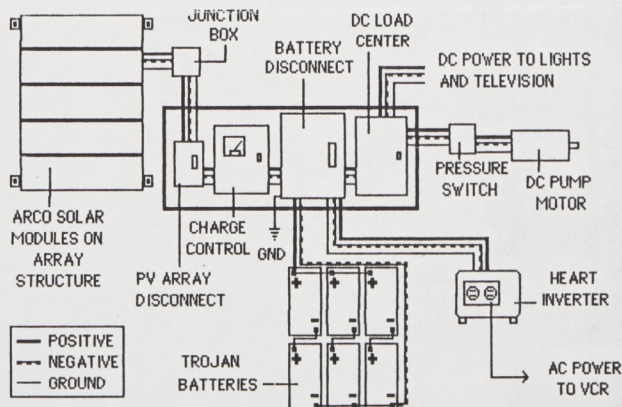 JUNCTION
BOX
BATTERY
DISCONNECT
DC LOAD
CENTER
DC POWER TO LIGHTS
AND TELEVISION
PRESSURE
SWITCH
DC PUMP
MOTOR
ARCO SOLAR
MODULES ON
ARRAY
STRUCTURE
CHARGE
CONTROL
GND
PV ARRAY
DISCONNECT
HEART
INVERTER
POSITIVE
NEGATIVE
GROUND
TROJAN
BATTERIES
AC POWER
TO VCR